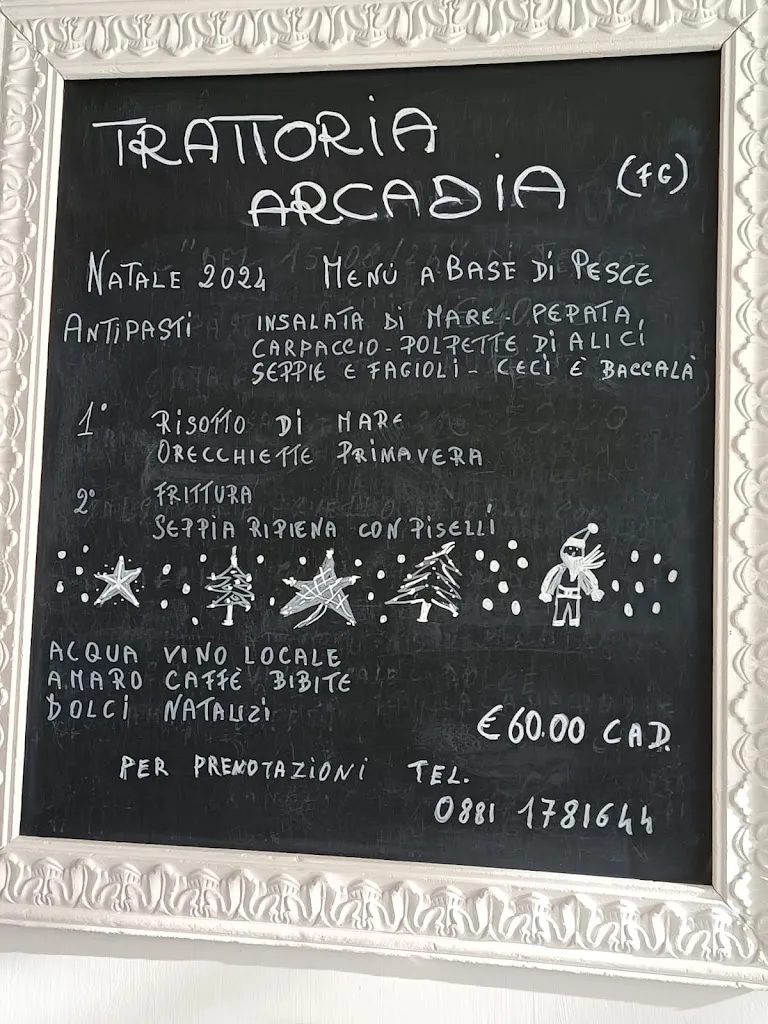 TRATTORIA
ARCADIA (FG)
NATALE 2024 MENÚ A BASE DI PESCE
ANTIPASTI INSALATA DI MARE - PEPATA,
CARPACCIO - POLPETTE DI ALICI
SEPPIE E FAGIOLI - CECI E BACCALÀ
1° RISOTTO DI MARE
ORECCHIETTE PRIMAVERA
2° FRITTURA
SEPPIA RIPIENA CON PISELLI
ACQUA VINO LOCALE
AMARO CAFFÈ BIBITE
DOLCI NATALIZI
€ 60.00 CAD.
PER PRENOTAZIONI TEL.
0881 1781644